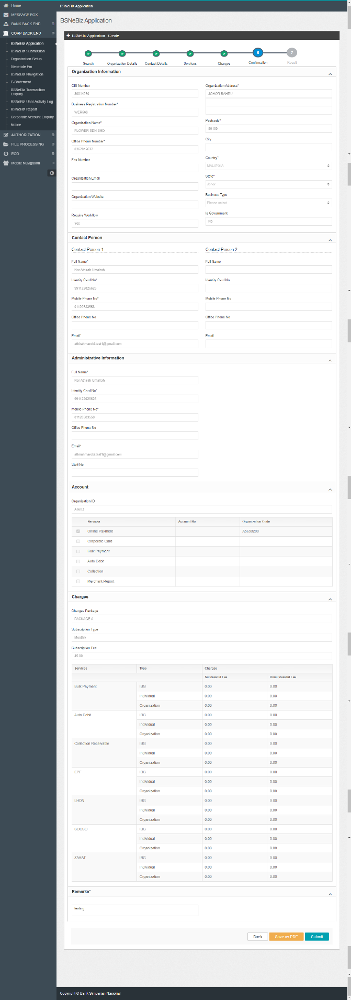 Home
MESSAGE BOX
BANK BACK END
CORP BACK END
BSNeBiz Application
BSNeBiz Submission
Organization Setup
Generate Pin
BSNeBiz Navigation
E-Statement
BSNeBiz Transaction
Enquiry
BSNeBiz User Activity Log
BSNeBiz Report
Corporate Account Enquiry
Notice
AUTHORIZATION
FILE PROCESSING
EOD
Mobile Navigation
BSNeBiz Application
BSNeBiz Application
BSNeBiz Application Create
6 7
Search Organization Details Contact Details Services Charges Confirmation Result
Organization Information
CIS Number
30014230
Business Registration Number*
WER568
Organization Name*
FLOWER SDN BHD
Office Phone Number*
0362012622
Fax Number
Organization Email
Organization Website
Require Workflow
Yes
Organization Address*
JOHOR BAHRU
Postcode*
80100
City
Country*
MALAYSIA
State*
Johor
Business Type
Please select
Is Government
No
Contact Person
Contact Person 1
Full Name*
Nor Athirah Umairah
Identity Card No*
991122026626
Mobile Phone No*
01120583558
Office Phone No
Email*
athirahmarobi.test1@gmail.com
Contact Person 2
Full Name
Identity Card No
Mobile Phone No
Office Phone No
Email
Administrative Information
Full Name*
Nor Athirah Umairah
Identity Card No*
991122026626
Mobile Phone No*
01120583558
Office Phone No
Email*
athirahmarobi.test1@gmail.com
Staff No
Account
Organization ID
A5693
Services Account No Organization Code
Online Payment A5693200
Corporate Card
Bulk Payment
Auto Debit
Collection
Merchant Report
Charges
Charges Package
PACKAGE A
Subscription Type
Monthly
Subscription Fee
45.00
Services Type Charges
Successful Fee Unsuccessful Fee
Bulk Payment IBG 0.00 0.00
Individual 0.00 0.00
Organization 0.00 0.00
Auto Debit IBG 0.00 0.00
Individual 0.00 0.00
Organization 0.00 0.00
Collection Receivable IBG 0.00 0.00
Individual 0.00 0.00
Organization 0.00 0.00
EPF IBG 0.00 0.00
Individual 0.00 0.00
Organization 0.00 0.00
LHDN IBG 0.00 0.00
Individual 0.00 0.00
Organization 0.00 0.00
SOCSO IBG 0.00 0.00
Individual 0.00 0.00
Organization 0.00 0.00
ZAKAT IBG 0.00 0.00
Individual 0.00 0.00
Organization 0.00 0.00
Remarks*
testing
Back Save as PDF Submit
Copyright © Bank Simpanan Nasional